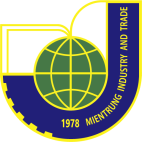 1978 MIENTRUNG INDUSTRY AND TRADE